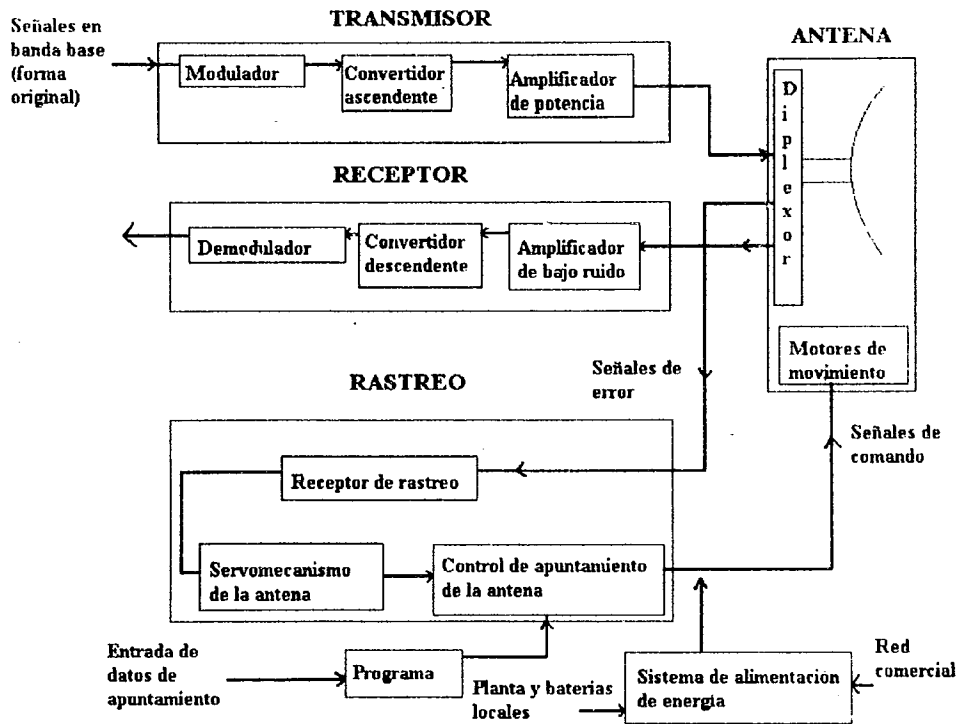 TRANSMISOR
Señales en
banda base
(forma
original)
Modulador
Convertidor
ascendente
Amplificador
de potencia
ANTENA
D
i
p
l
e
x
o
r
RECEPTOR
Demodulador
Convertidor
descendente
Amplificador
de bajo ruido
Motores de
movimiento
Señales de
error
RASTREO
Señales de
comando
Receptor de rastreo
Servomecanismo
de la antena
Control de apuntamiento
de la antena
Entrada de
datos de
apuntamiento
Programa
Planta y baterías
locales
Sistema de alimentación
de energía
Red
comercial